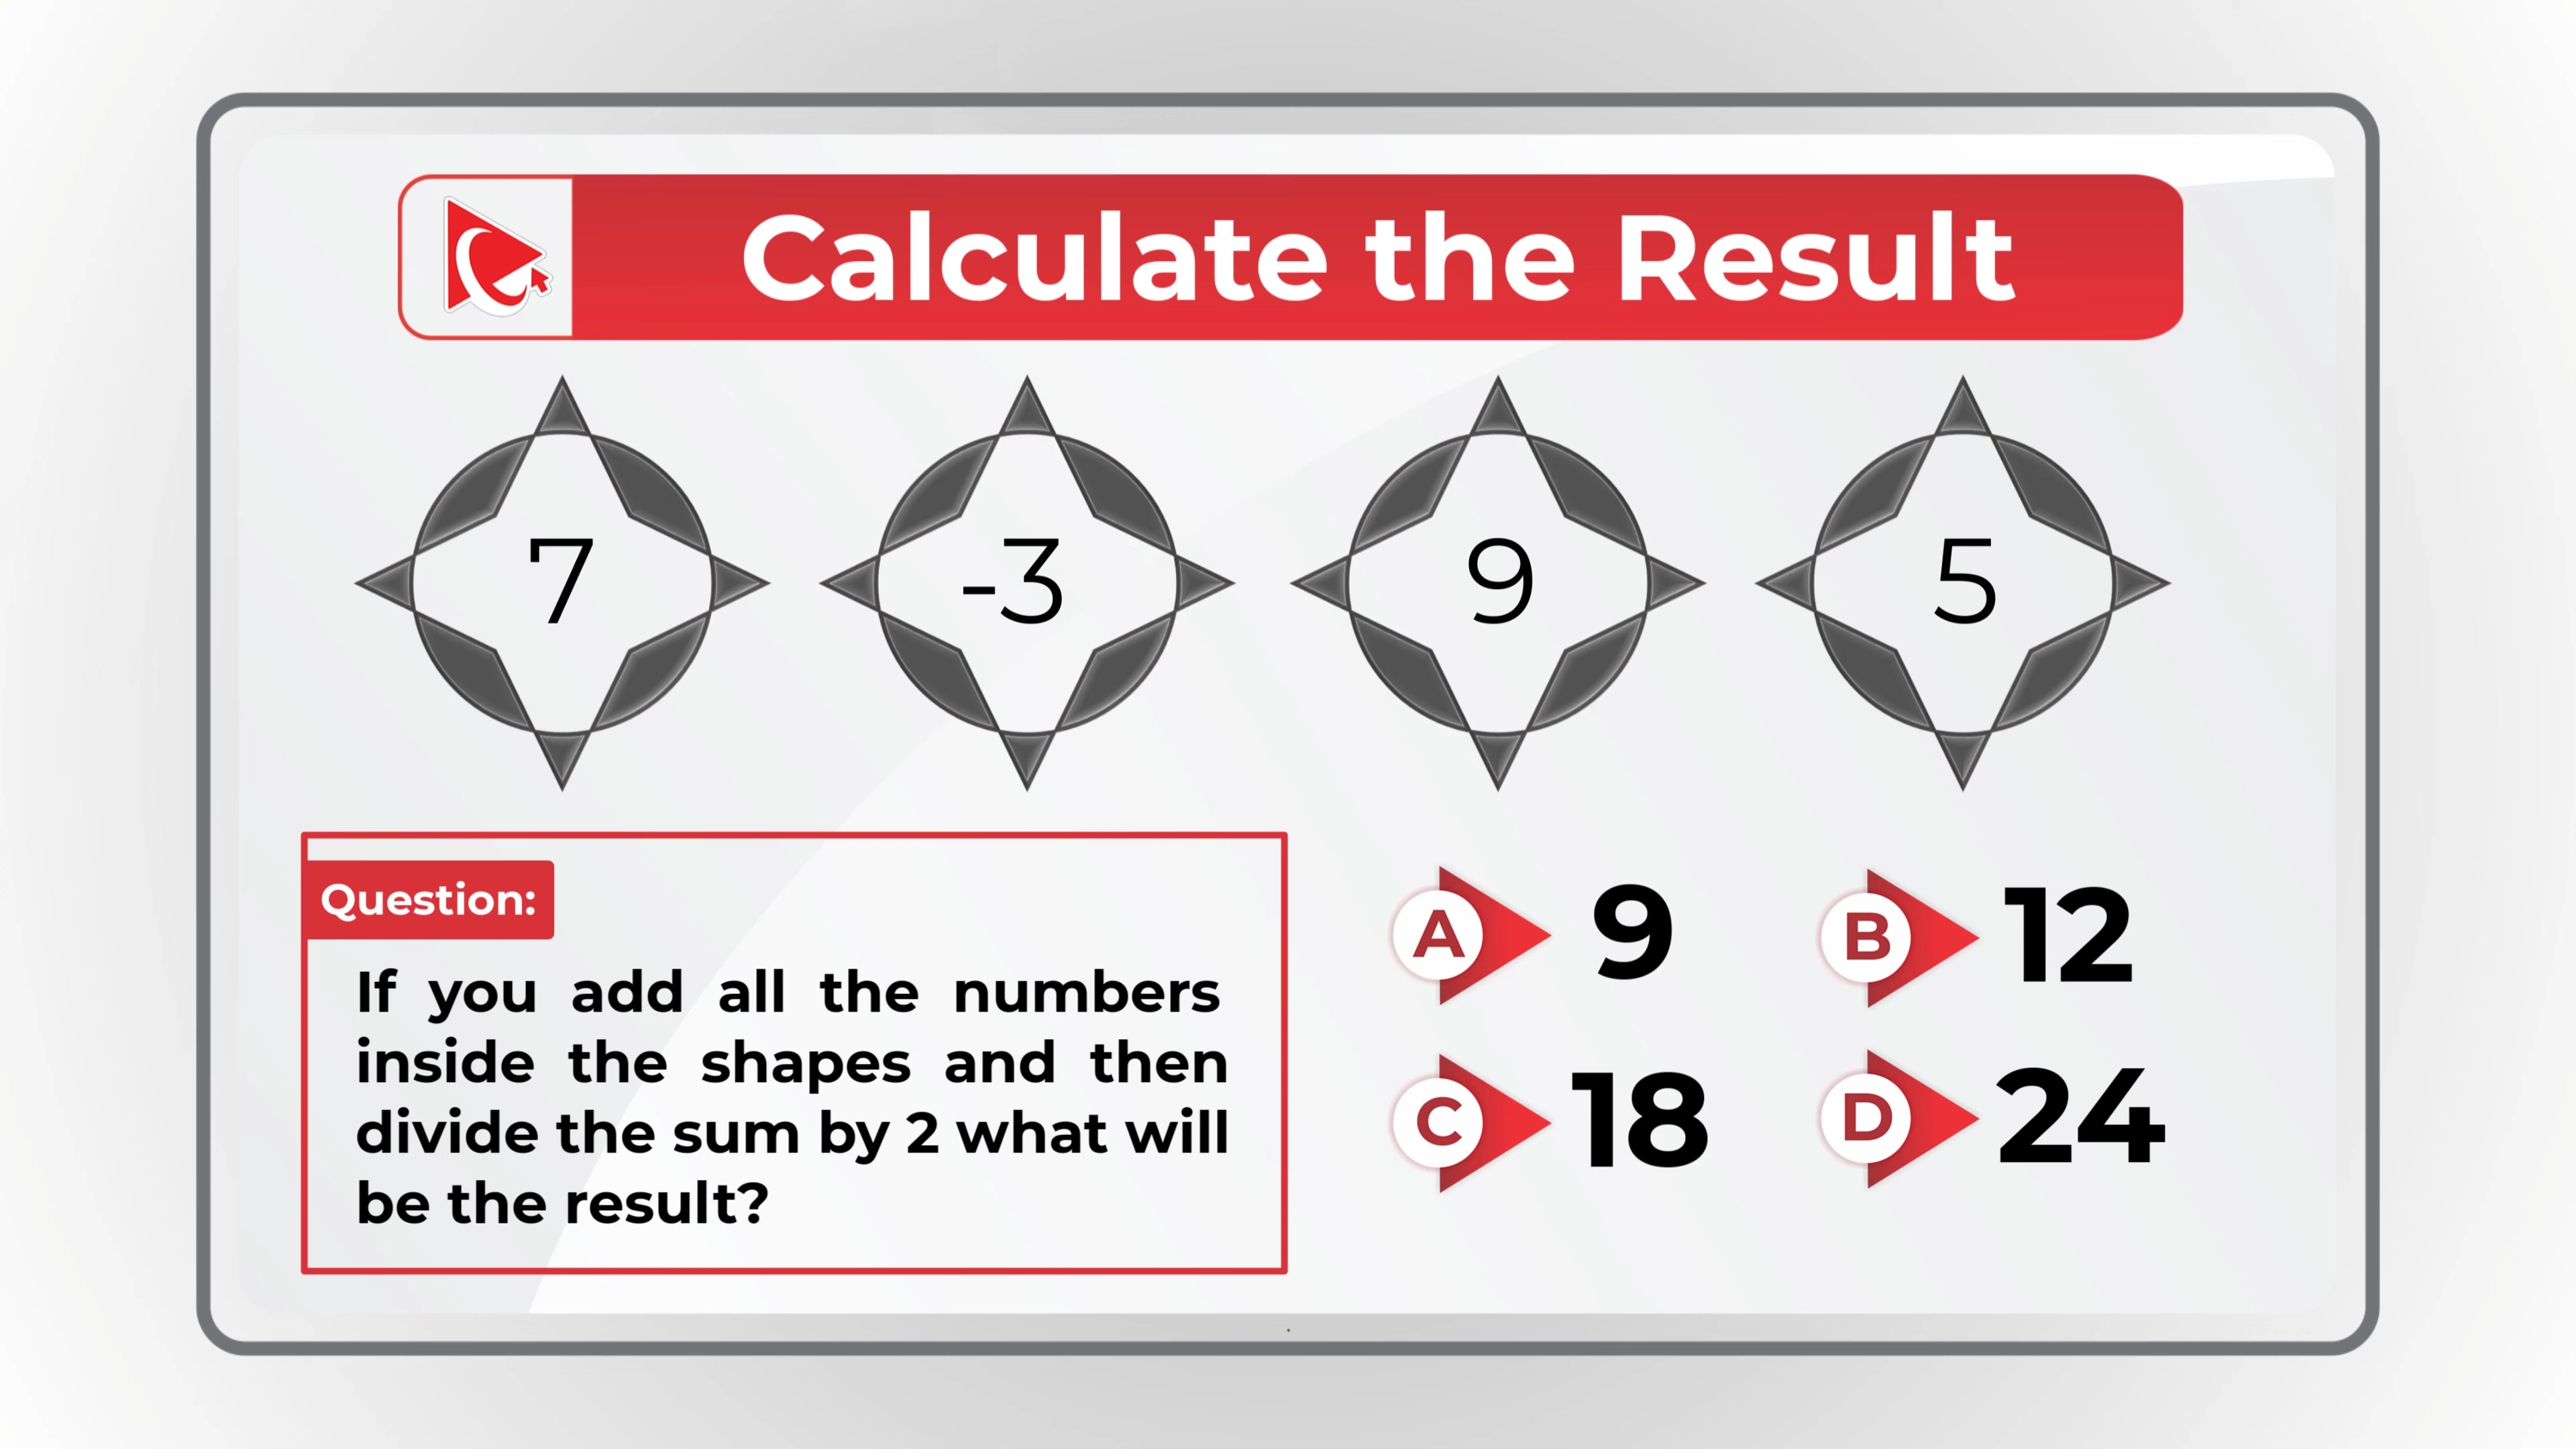 Calculate the Result
7 -3 9 5
Question:
If you add all the numbers
inside the shapes and then
divide the sum by 2 what will
be the result?
A 9 B 12
C 18 D 24